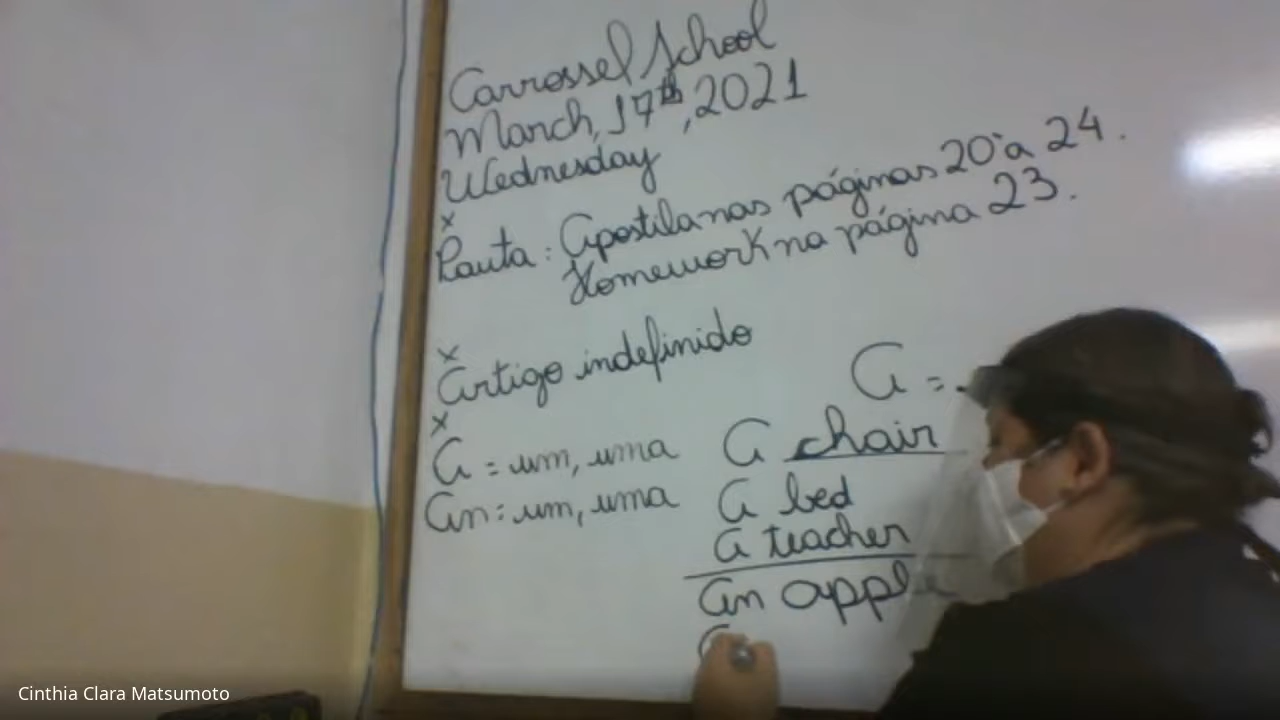 Carrossel School
March, 17th, 2021
Wednesday
x
Pauta: Apostila nas páginas 20 a 24.
Homework na página 23.
x
Artigo indefinido
x
A =
A = um, uma
A chair
An = um, uma
A bed
A teacher
An apple
Cinthia Clara Matsumoto